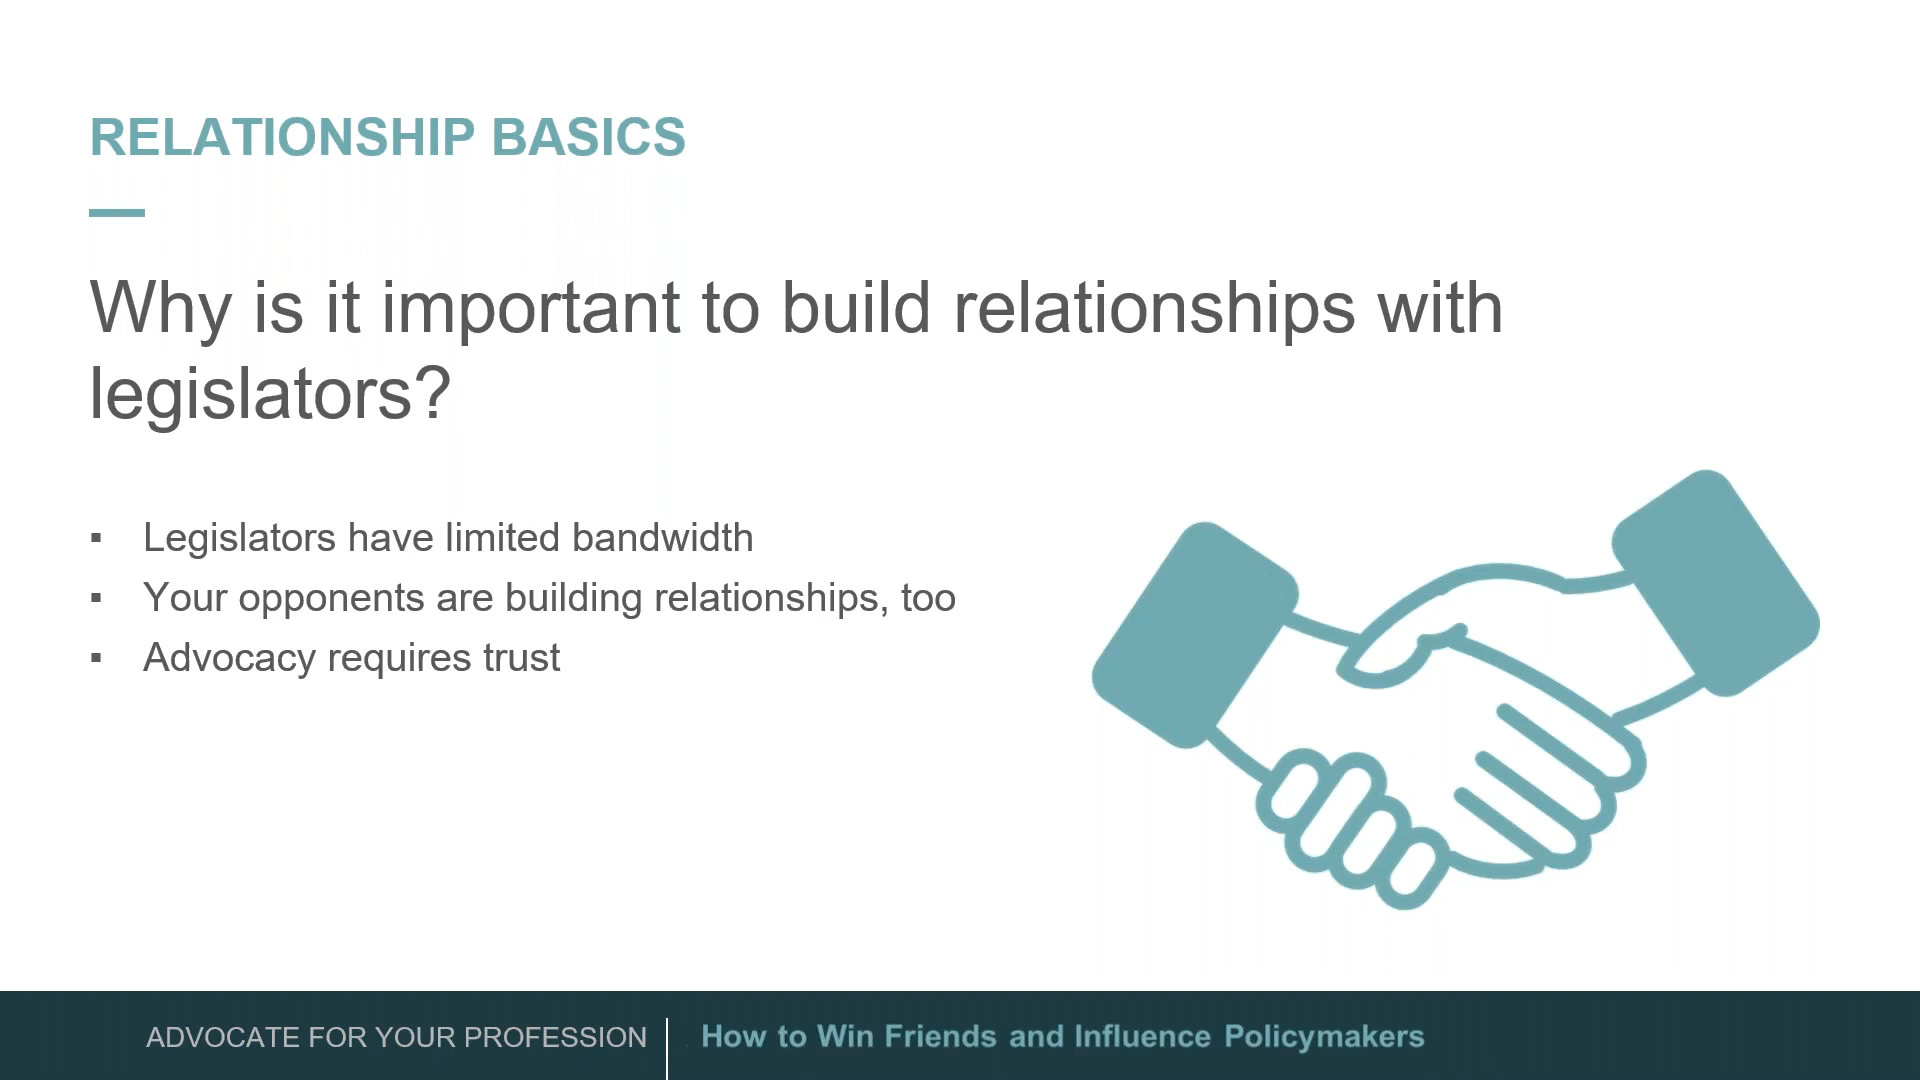 RELATIONSHIP BASICS
Why is it important to build relationships with
legislators?
▪ Legislators have limited bandwidth
▪ Your opponents are building relationships, too
▪ Advocacy requires trust
ADVOCATE FOR YOUR PROFESSION
How to Win Friends and Influence Policymakers